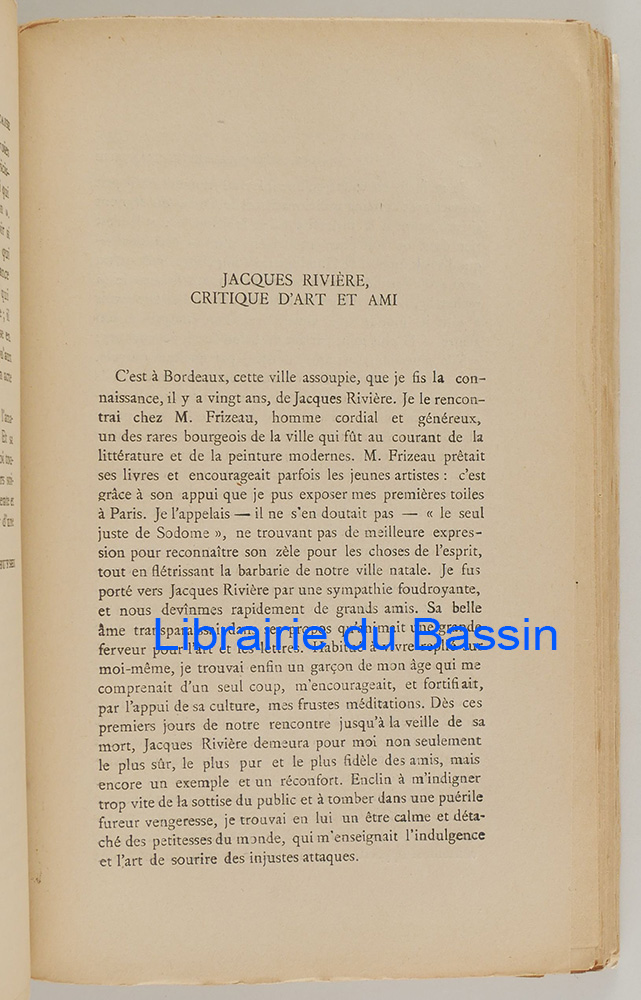 JACQUES RIVIÈRE,
CRITIQUE D'ART ET AMI
C'est à Bordeaux, cette ville assoupie, que je fis la con-
naissance, il y a vingt ans, de Jacques Rivière. Je le rencon-
trai chez M. Frizeau, homme cordial et généreux,
un des rares bourgeois de la ville qui fût au courant de la
littérature et de la peinture modernes. M. Frizeau prêtait
ses livres et encourageait parfois les jeunes artistes : c'est
grâce à son appui que je pus exposer mes premières toiles
à Paris. Je l'appelais — il ne s'en doutait pas — « le seul
juste de Sodome », ne trouvant pas de meilleure expres-
sion pour reconnaître son zèle pour les choses de l'esprit,
tout en flétrissant la barbarie de notre ville natale. Je fus
porté vers Jacques Rivière par une sympathie foudroyante,
et nous devînmes rapidement de grands amis. Sa belle
âme transparaissait dans ses propos qu'animait une grande
Librairie du Bassin
ferveur pour l'art et les lettres. Habitué à vivre replié sur
moi-même, je trouvai enfin un garçon de mon âge qui me
comprenait d'un seul coup, m'encourageait, et fortifiait,
par l'appui de sa culture, mes frustes méditations. Dès ces
premiers jours de notre rencontre jusqu'à la veille de sa
mort, Jacques Rivière demeura pour moi non seulement
le plus sûr, le plus pur et le plus fidèle des amis, mais
encore un exemple et un réconfort. Enclin à m'indigner
trop vite de la sottise du public et à tomber dans une puérile
fureur vengeresse, je trouvai en lui un être calme et déta-
ché des petitesses du monde, qui m'enseignait l'indulgence
et l'art de sourire des injustes attaques.